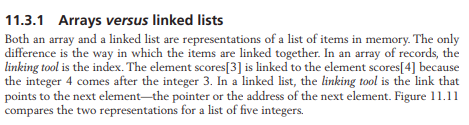 11.3.1 Arrays versus linked lists
Both an array and a linked list are representations of a list of items in memory. The only
difference is the way in which the items are linked together. In an array of records, the
linking tool is the index. The element scores[3] is linked to the element scores[4] because
the integer 4 comes after the integer 3. In a linked list, the linking tool is the link that
points to the next element—the pointer or the address of the next element. Figure 11.11
compares the two representations for a list of five integers.